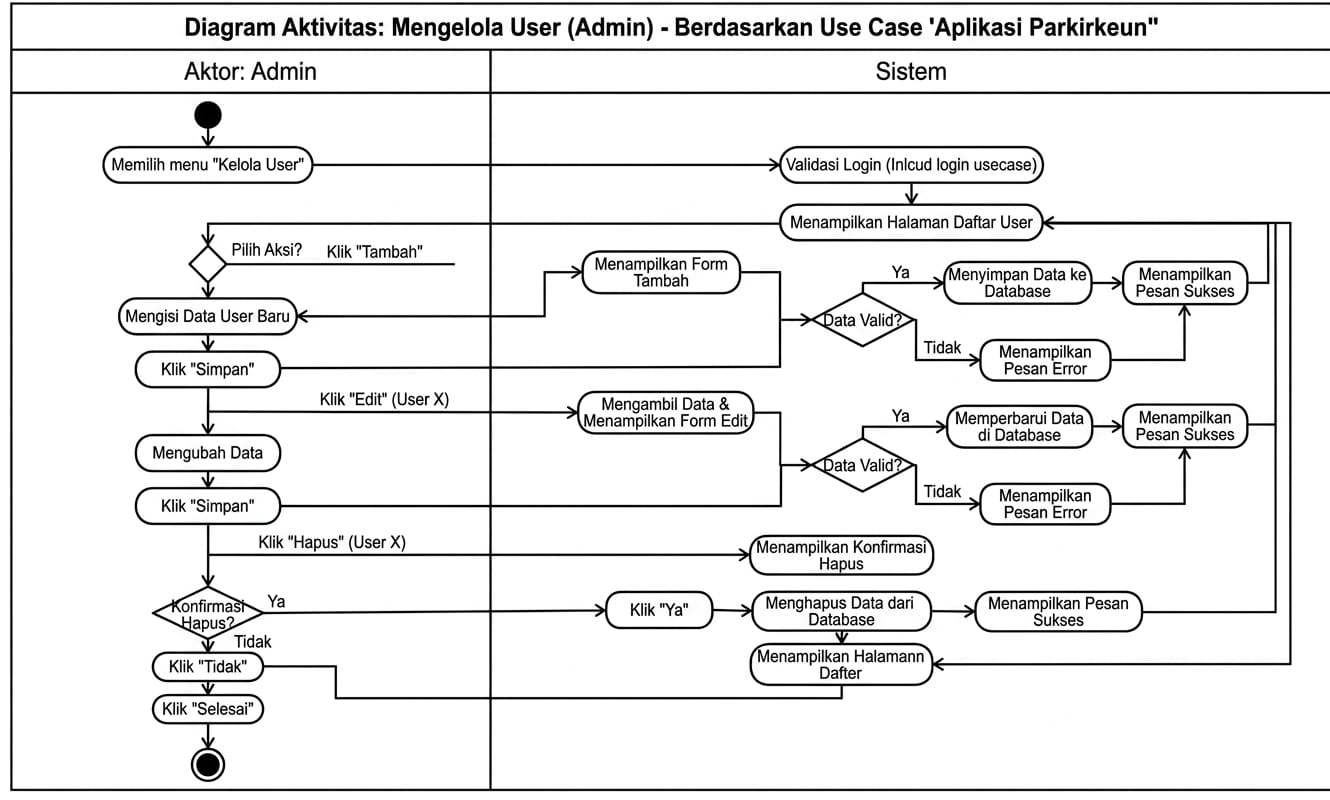 Diagram Aktivitas: Mengelola User (Admin) - Berdasarkan Use Case 'Aplikasi Parkirkeun"
Aktor: Admin
Sistem
Memilih menu "Kelola User"
Validasi Login (Inlcud login usecase)
Menampilkan Halaman Daftar User
Pilih Aksi?
Klik "Tambah"
Menampilkan Form
Tambah
Mengisi Data User Baru
Data Valid?
Ya
Menyimpan Data ke
Database
Menampilkan
Pesan Sukses
Tidak
Menampilkan
Pesan Error
Klik "Simpan"
Klik "Edit" (User X)
Mengambil Data &
Menampilkan Form Edit
Mengubah Data
Data Valid?
Ya
Memperbarui Data
di Database
Menampilkan
Pesan Sukses
Tidak
Menampilkan
Pesan Error
Klik "Simpan"
Klik "Hapus" (User X)
Menampilkan Konfirmasi
Hapus
Konfirmasi
Hapus?
Ya
Klik "Ya"
Menghapus Data dari
Database
Menampilkan Pesan
Sukses
Tidak
Klik "Tidak"
Menampilkan Halamann
Dafter
Klik "Selesai"